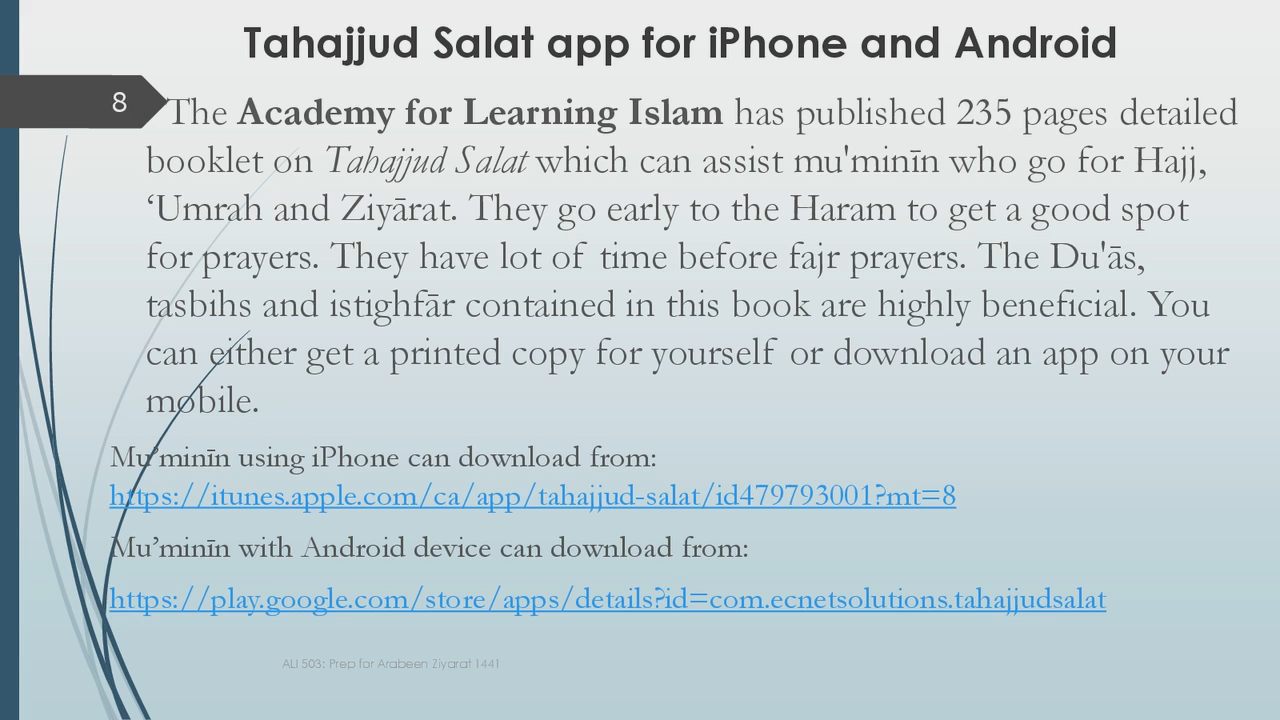 Tahajjud Salat app for iPhone and Android
8
The Academy for Learning Islam has published 235 pages detailed
booklet on Tahajjud Salat which can assist mu'minīn who go for Hajj,
‘Umrah and Ziyārat. They go early to the Haram to get a good spot
for prayers. They have lot of time before fajr prayers. The Du'ās,
tasbihs and istighfār contained in this book are highly beneficial. You
can either get a printed copy for yourself or download an app on your
mobile.
Mu’minīn using iPhone can download from:
https://itunes.apple.com/ca/app/tahajjud-salat/id479793001?mt=8
Mu’minīn with Android device can download from:
https://play.google.com/store/apps/details?id=com.ecnetsolutions.tahajjudsalat
ALI 503: Prep for Arabeen Ziyarat 1441